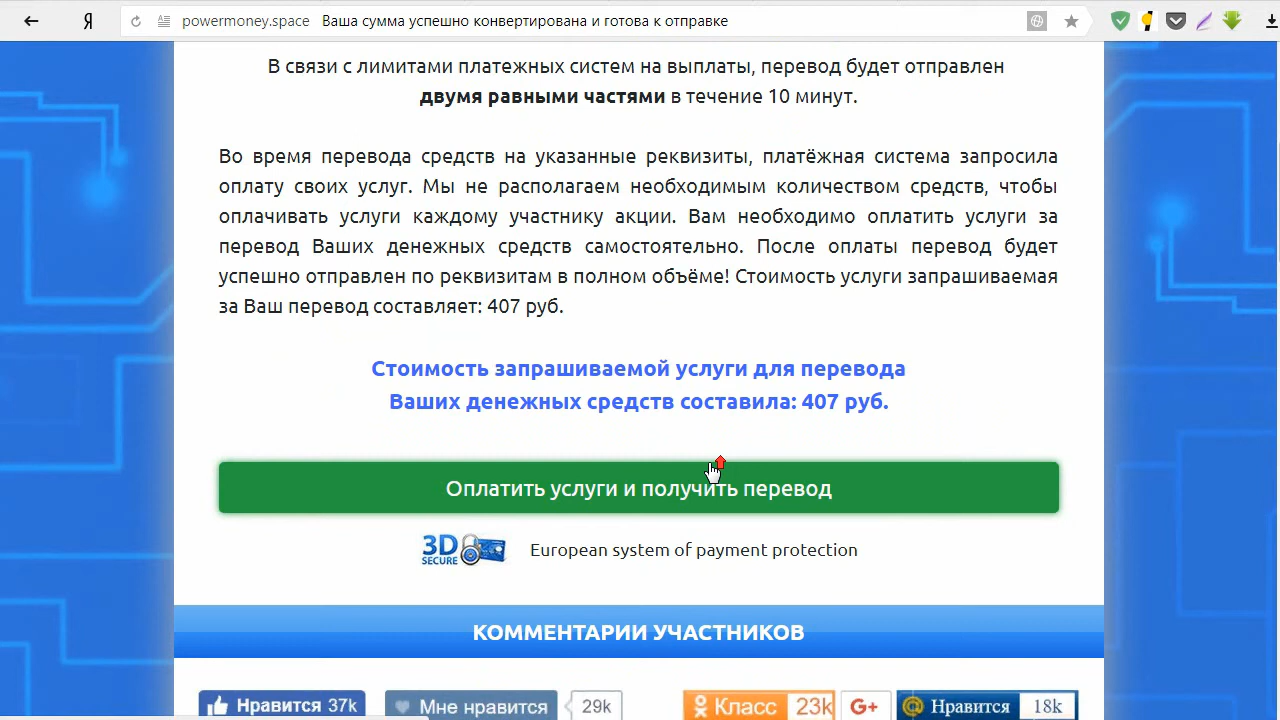 Я powermoney.space Ваша сумма успешно конвертирована и готова к отправке
В связи с лимитами платежных систем на выплаты, перевод будет отправлен
двумя равными частями в течение 10 минут.
Во время перевода средств на указанные реквизиты, платёжная система запросила
оплату своих услуг. Мы не располагаем необходимым количеством средств, чтобы
оплачивать услуги каждому участнику акции. Вам необходимо оплатить услуги за
перевод Ваших денежных средств самостоятельно. После оплаты перевод будет
успешно отправлен по реквизитам в полном объёме! Стоимость услуги запрашиваемая
за Ваш перевод составляет: 407 руб.
Стоимость запрашиваемой услуги для перевода
Ваших денежных средств составила: 407 руб.
Оплатить услуги и получить перевод
3D SECURE European system of payment protection
КОММЕНТАРИИ УЧАСТНИКОВ
Нравится 37k Мне нравится 29k Класс 23k G+ @ Нравится 18k